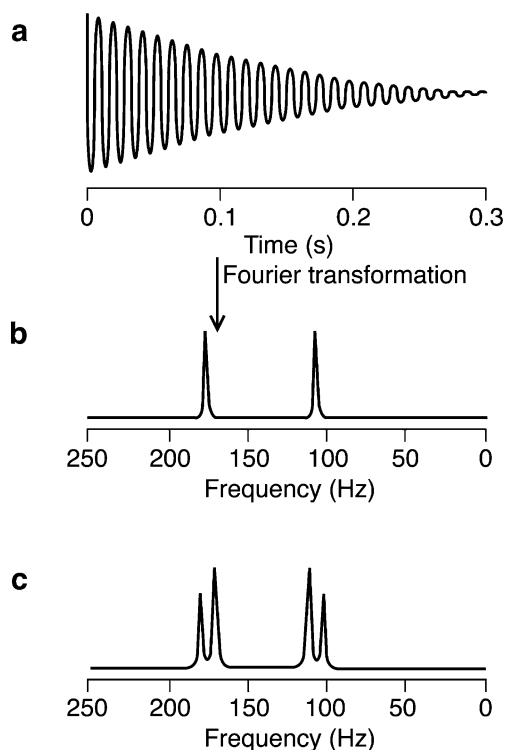 a
0 0.1 0.2 0.3
Time (s)
Fourier transformation
b
250 200 150 100 50 0
Frequency (Hz)
c
250 200 150 100 50 0
Frequency (Hz)